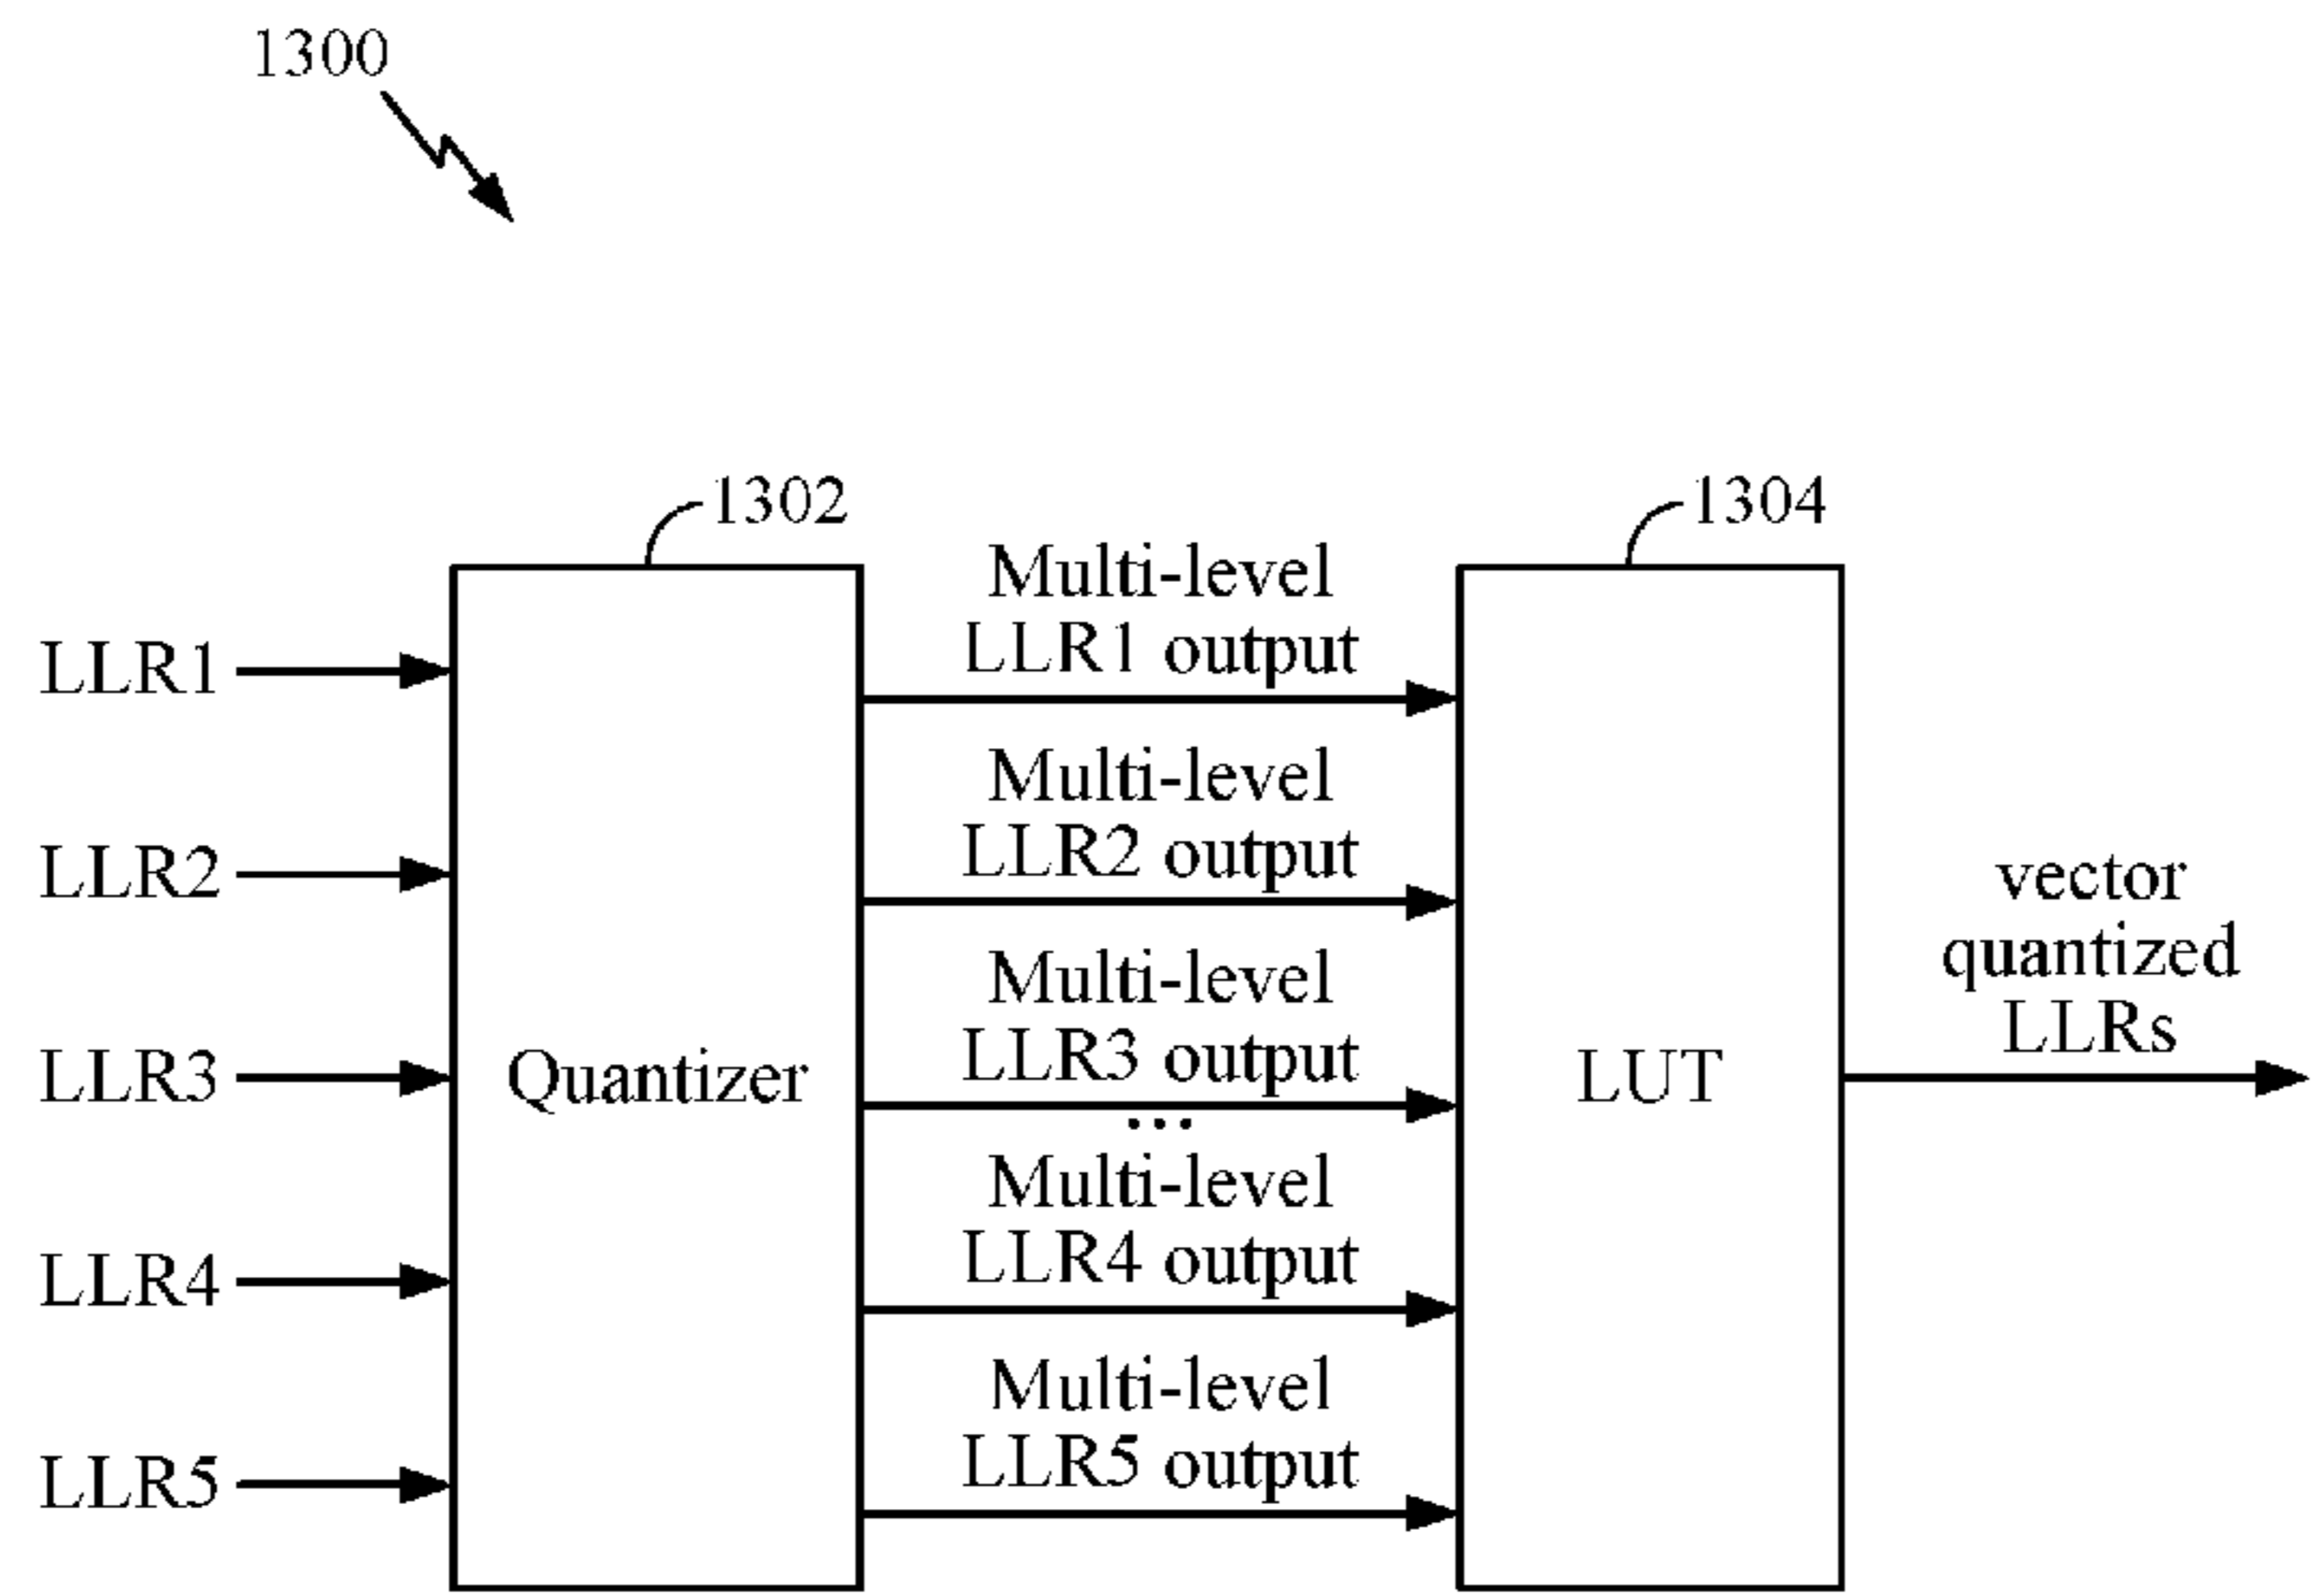 1300
1302
1304
LLR1
LLR2
LLR3
LLR4
LLR5
Quantizer
Multi-level
LLR1 output
Multi-level
LLR2 output
Multi-level
LLR3 output
...
Multi-level
LLR4 output
Multi-level
LLR5 output
LUT
vector
quantized
LLRs